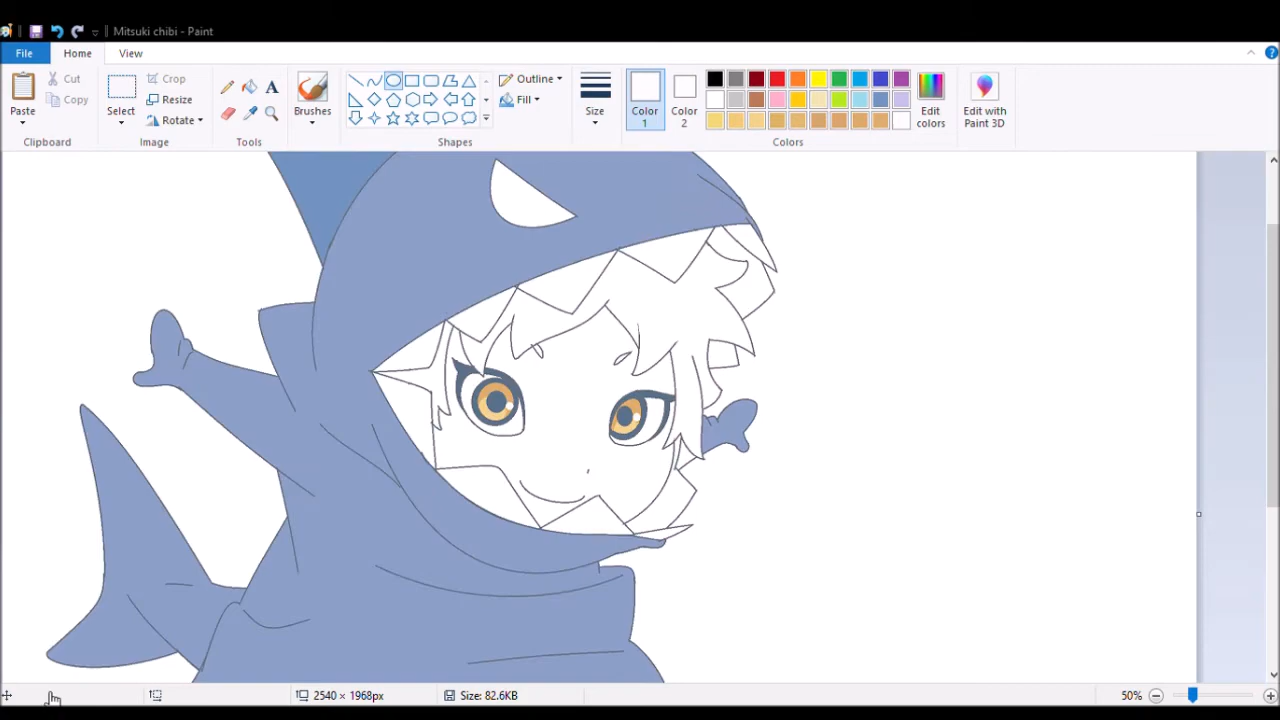 Mitsuki chibi - Paint
File Home View
Paste Cut Copy
Clipboard
Select Crop Resize Rotate
Image
Tools
Brushes
Outline Fill
Shapes
Size
Color 1
Color 2
Edit colors
Colors
Edit with Paint 3D
2540 × 1968px
Size: 82.6KB
50%